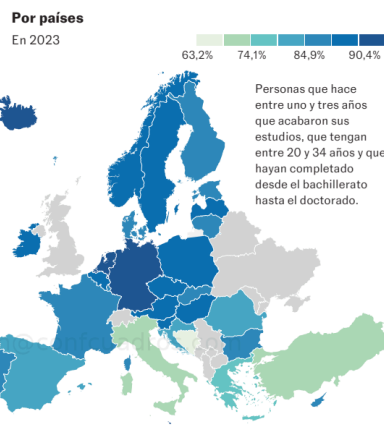 Por países
En 2023
63,2% 74,1% 84,9% 90,4%
Personas que hace
entre uno y tres años
que acabaron sus
estudios, que tengan
entre 20 y 34 años y que
hayan completado
desde el bachillerato
hasta el doctorado.